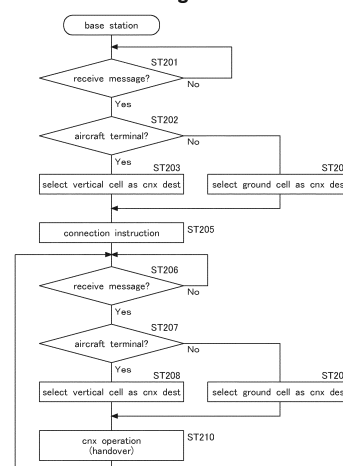 base station
ST201
receive message?
No
Yes
ST202
aircraft terminal?
No
Yes
ST203
select vertical cell as cnx dest
select ground cell as cnx
connection instruction
ST205
ST206
receive message?
No
Yes
ST207
aircraft terminal?
No
Yes
ST208
select vertical cell as cnx dest
select ground cell as cnx
cnx operation
(handover)
ST210